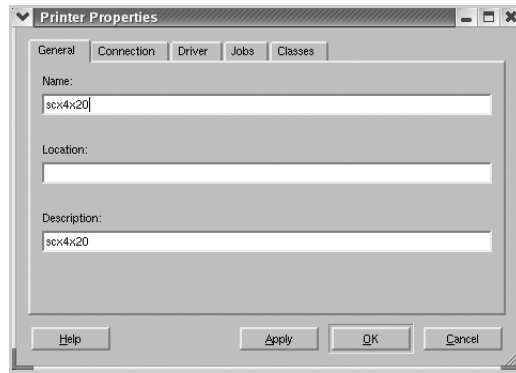 Printer Properties
General Connection Driver Jobs Classes
Name:
scx4x20
Location:
Description:
scx4x20
Help Apply OK Cancel